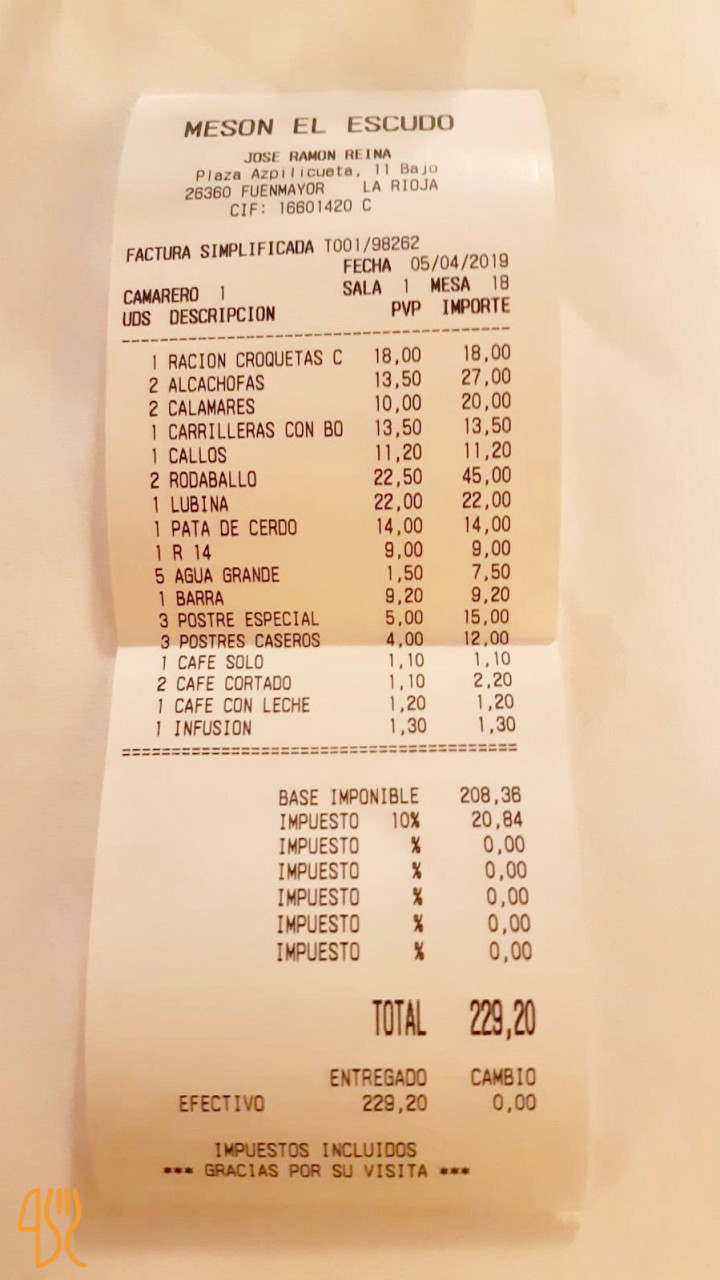 MESON EL ESCUDO
JOSE RAMON REINA
Plaza Azpilicueta, 11 Bajo
26360 FUENMAYOR LA RIOJA
CIF: 16601420 C
FACTURA SIMPLIFICADA T001/98262
FECHA 05/04/2019
CAMARERO 1 SALA 1 MESA 18
UDS DESCRIPCION PVP IMPORTE
1 RACION CROQUETAS C 18,00 18,00
2 ALCACHOFAS 13,50 27,00
2 CALAMARES 10,00 20,00
1 CARRILLERAS CON BO 13,50 13,50
1 CALLOS 11,20 11,20
2 RODABALLO 22,50 45,00
1 LUBINA 22,00 22,00
1 PATA DE CERDO 14,00 14,00
1 R 14 9,00 9,00
5 AGUA GRANDE 1,50 7,50
1 BARRA 9,20 9,20
3 POSTRE ESPECIAL 5,00 15,00
3 POSTRES CASEROS 4,00 12,00
1 CAFE SOLO 1,10 1,10
2 CAFE CORTADO 1,10 2,20
1 CAFE CON LECHE 1,20 1,20
1 INFUSION 1,30 1,30
BASE IMPONIBLE 208,36
IMPUESTO 10% 20,84
IMPUESTO % 0,00
IMPUESTO % 0,00
IMPUESTO % 0,00
IMPUESTO % 0,00
IMPUESTO % 0,00
TOTAL 229,20
ENTREGADO CAMBIO
EFECTIVO 229,20 0,00
IMPUESTOS INCLUIDOS
*** GRACIAS POR SU VISITA ***